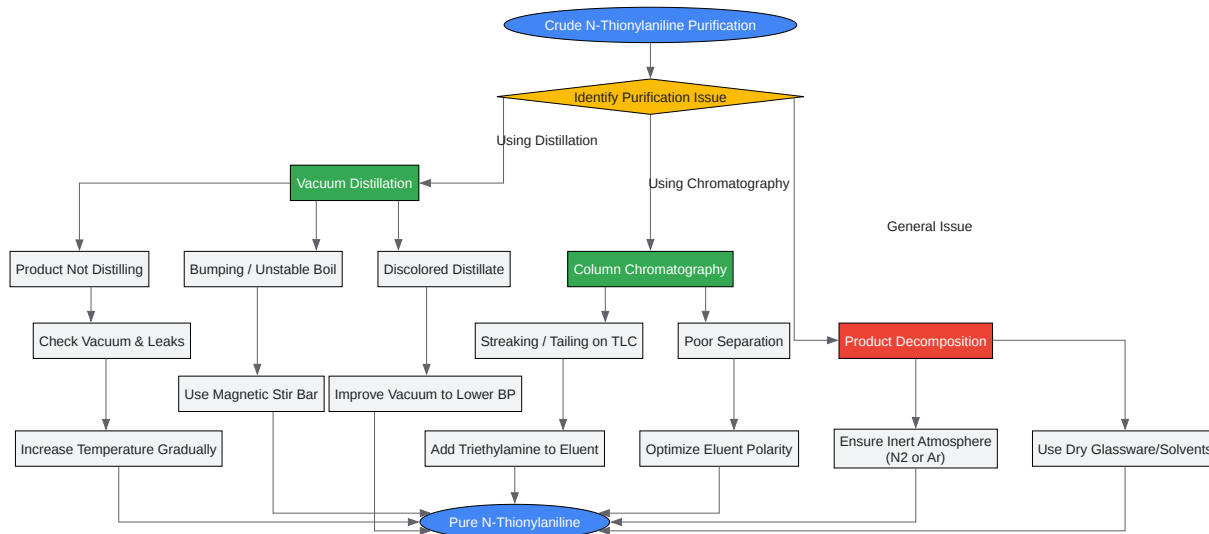 Crude N-Thionylaniline Purification
Identify Purification Issue
Using Distillation
Vacuum Distillation
Using Chromatography
General Issue
Product Not Distilling
Bumping / Unstable Boil
Discolored Distillate
Column Chromatography
Check Vacuum & Leaks
Streaking / Tailing on TLC
Poor Separation
Product Decomposition
Use Magnetic Stir Bar
Improve Vacuum to Lower BP
Increase Temperature Gradually
Add Triethylamine to Eluent
Optimize Eluent Polarity
Ensure Inert Atmosphere
(N2 or Ar)
Use Dry Glassware/Solvents
Pure N-Thionylaniline